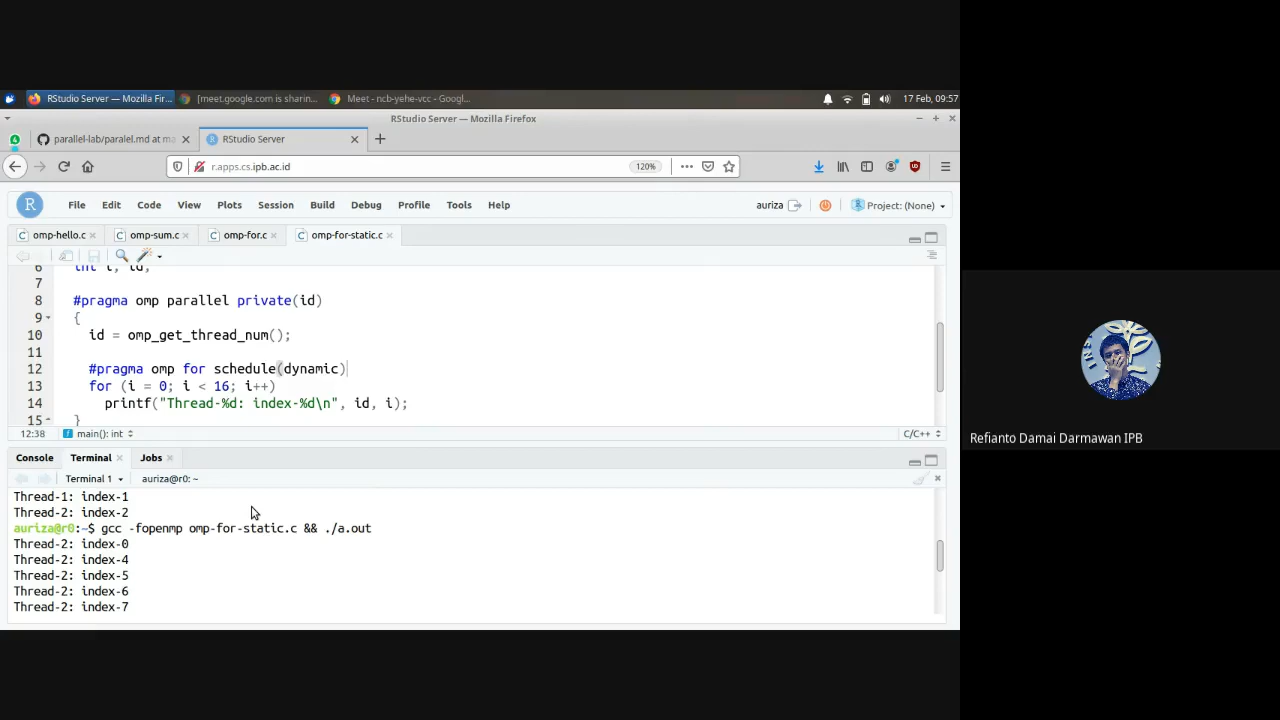 RStudio Server — Mozilla Fir...
[meet.google.com is sharin...
Meet - ncb-yehe-vcc - Googl...
17 Feb, 09:57
RStudio Server — Mozilla Firefox
parallel-lab/paralel.md at ma
RStudio Server
r.apps.cs.ipb.ac.id
120%
R
File Edit Code View Plots Session Build Debug Profile Tools Help
auriza
Project: (None)
omp-hello.c
omp-sum.c
omp-for.c
omp-for-static.c
6 int i, id;
7
8 #pragma omp parallel private(id)
9 {
10 id = omp_get_thread_num();
11
12 #pragma omp for schedule(dynamic)
13 for (i = 0; i < 16; i++)
14 printf("Thread-%d: index-%d\n", id, i);
15 }
12:38 main(): int C/C++
Console Terminal Jobs
Terminal 1 auriza@r0: ~
Thread-1: index-1
Thread-2: index-2
auriza@r0:~$ gcc -fopenmp omp-for-static.c && ./a.out
Thread-2: index-0
Thread-2: index-4
Thread-2: index-5
Thread-2: index-6
Thread-2: index-7
Refianto Damai Darmawan IPB